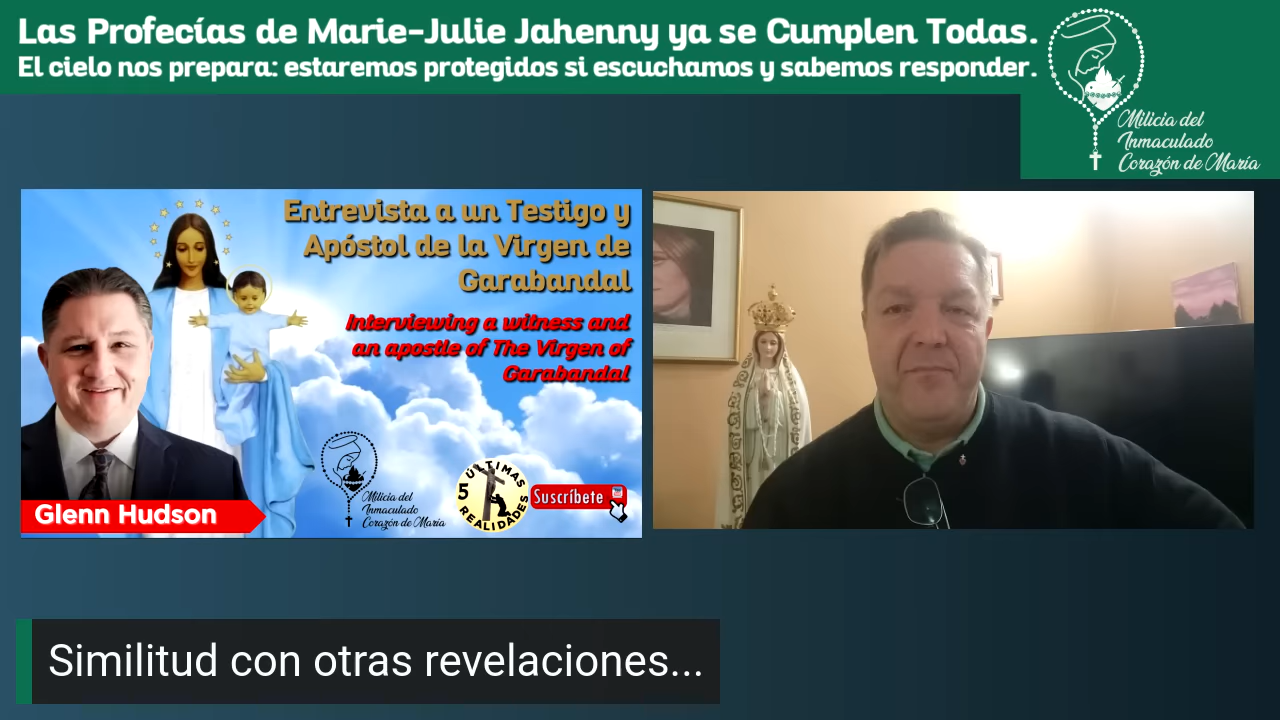 Las Profecías de Marie-Julie Jahenny ya se Cumplen Todas.
El cielo nos prepara: estaremos protegidos si escuchamos y sabemos responder.
Milicia del
Inmaculado
Corazón de María
Entrevista a un Testigo y
Apóstol de la Virgen de
Garabandal
Interviewing a witness and
an apostle of The Virgen of
Garabandal
Glenn Hudson
Milicia del
Inmaculado
Corazón de María
5 ÚLTIMAS
REALIDADES
Suscríbete
Similitud con otras revelaciones...